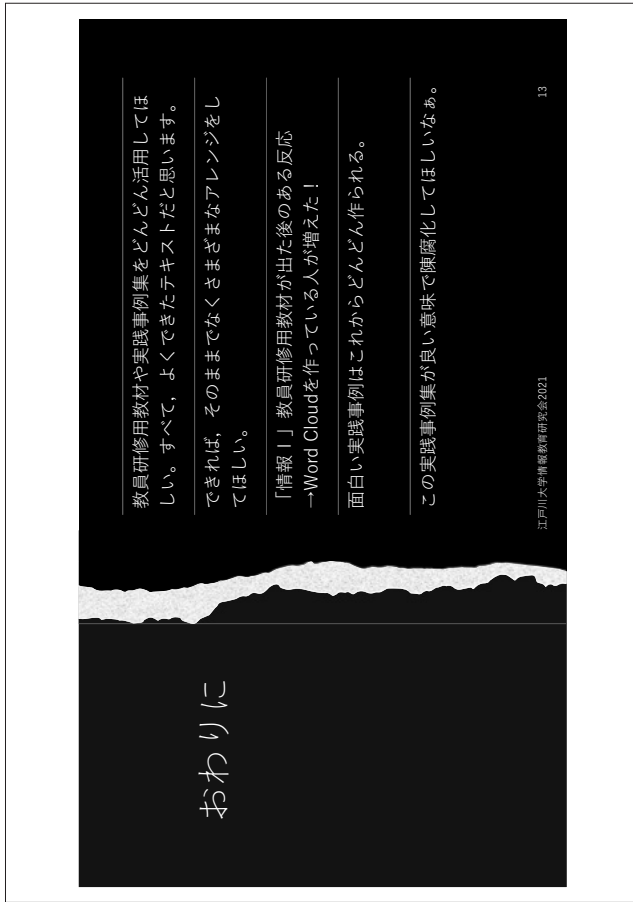 おわりに
教員研修用教材や実践事例集をどんどん活用してほ
しい。すべて，よくできたテキストだと思います。
できれば，そのままでなくさまざまなアレンジをし
てほしい。
「情報Ⅰ」教員研修用教材が出た後のある反応
→Word Cloudを作っている人が増えた！
面白い実践事例はこれからどんどん作られる。
この実践事例集が良い意味で陳腐化してほしいなぁ。
江戸川大学情報教育研究会2021
13